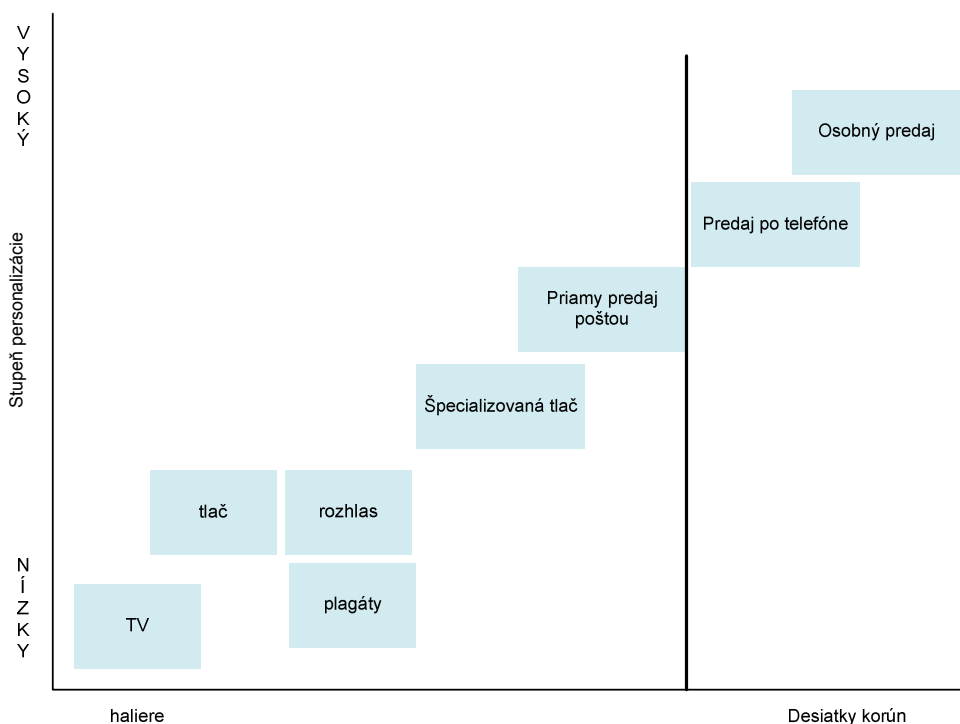 VYSOKÝ
Osobný predaj
Predaj po telefóne
Stupeň personalizácie
Priamy predaj
poštou
Špecializovaná tlač
tlač
rozhlas
NÍZKY
plagáty
TV
haliere
Desiatky korún